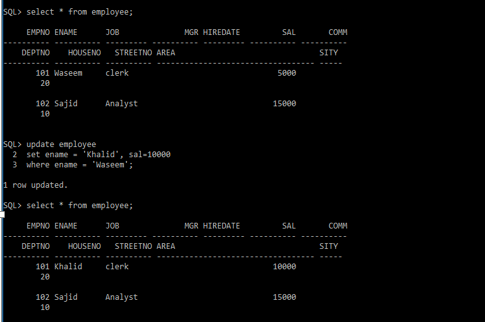 SQL> select * from employee;
EMPNO ENAME JOB MGR HIREDATE SAL COMM
---------- ---------- --------- ---------- --------- ---------- ----------
DEPTNO HOUSENO STREETNO AREA SITY
---------- ---------- ---------- ------------------------------ -----
101 Waseem clerk 5000
20
102 Sajid Analyst 15000
10
SQL> update employee
2 set ename = 'Khalid', sal=10000
3 where ename = 'Waseem';
1 row updated.
SQL> select * from employee;
EMPNO ENAME JOB MGR HIREDATE SAL COMM
---------- ---------- --------- ---------- --------- ---------- ----------
DEPTNO HOUSENO STREETNO AREA SITY
---------- ---------- ---------- ------------------------------ -----
101 Khalid clerk 10000
20
102 Sajid Analyst 15000
10